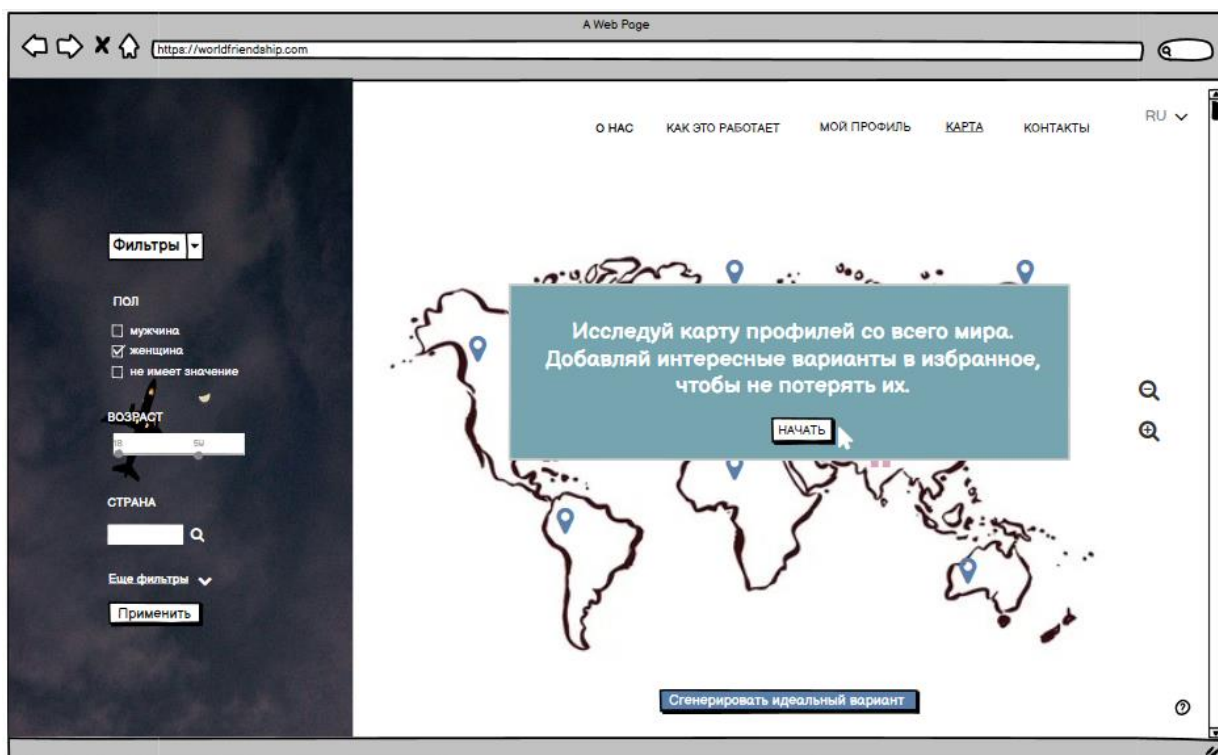 A Web Page
https://worldfriendship.com
О НАС КАК ЭТО РАБОТАЕТ МОЙ ПРОФИЛЬ КАРТА КОНТАКТЫ RU
Фильтры
ПОЛ
мужчина
женщина
не имеет значение
ВОЗРАСТ
18 50
СТРАНА
Еще фильтры
Применить
Исследуй карту профилей со всего мира.
Добавляй интересные варианты в избранное,
чтобы не потерять их.
НАЧАТЬ
Сгенерировать идеальный вариант